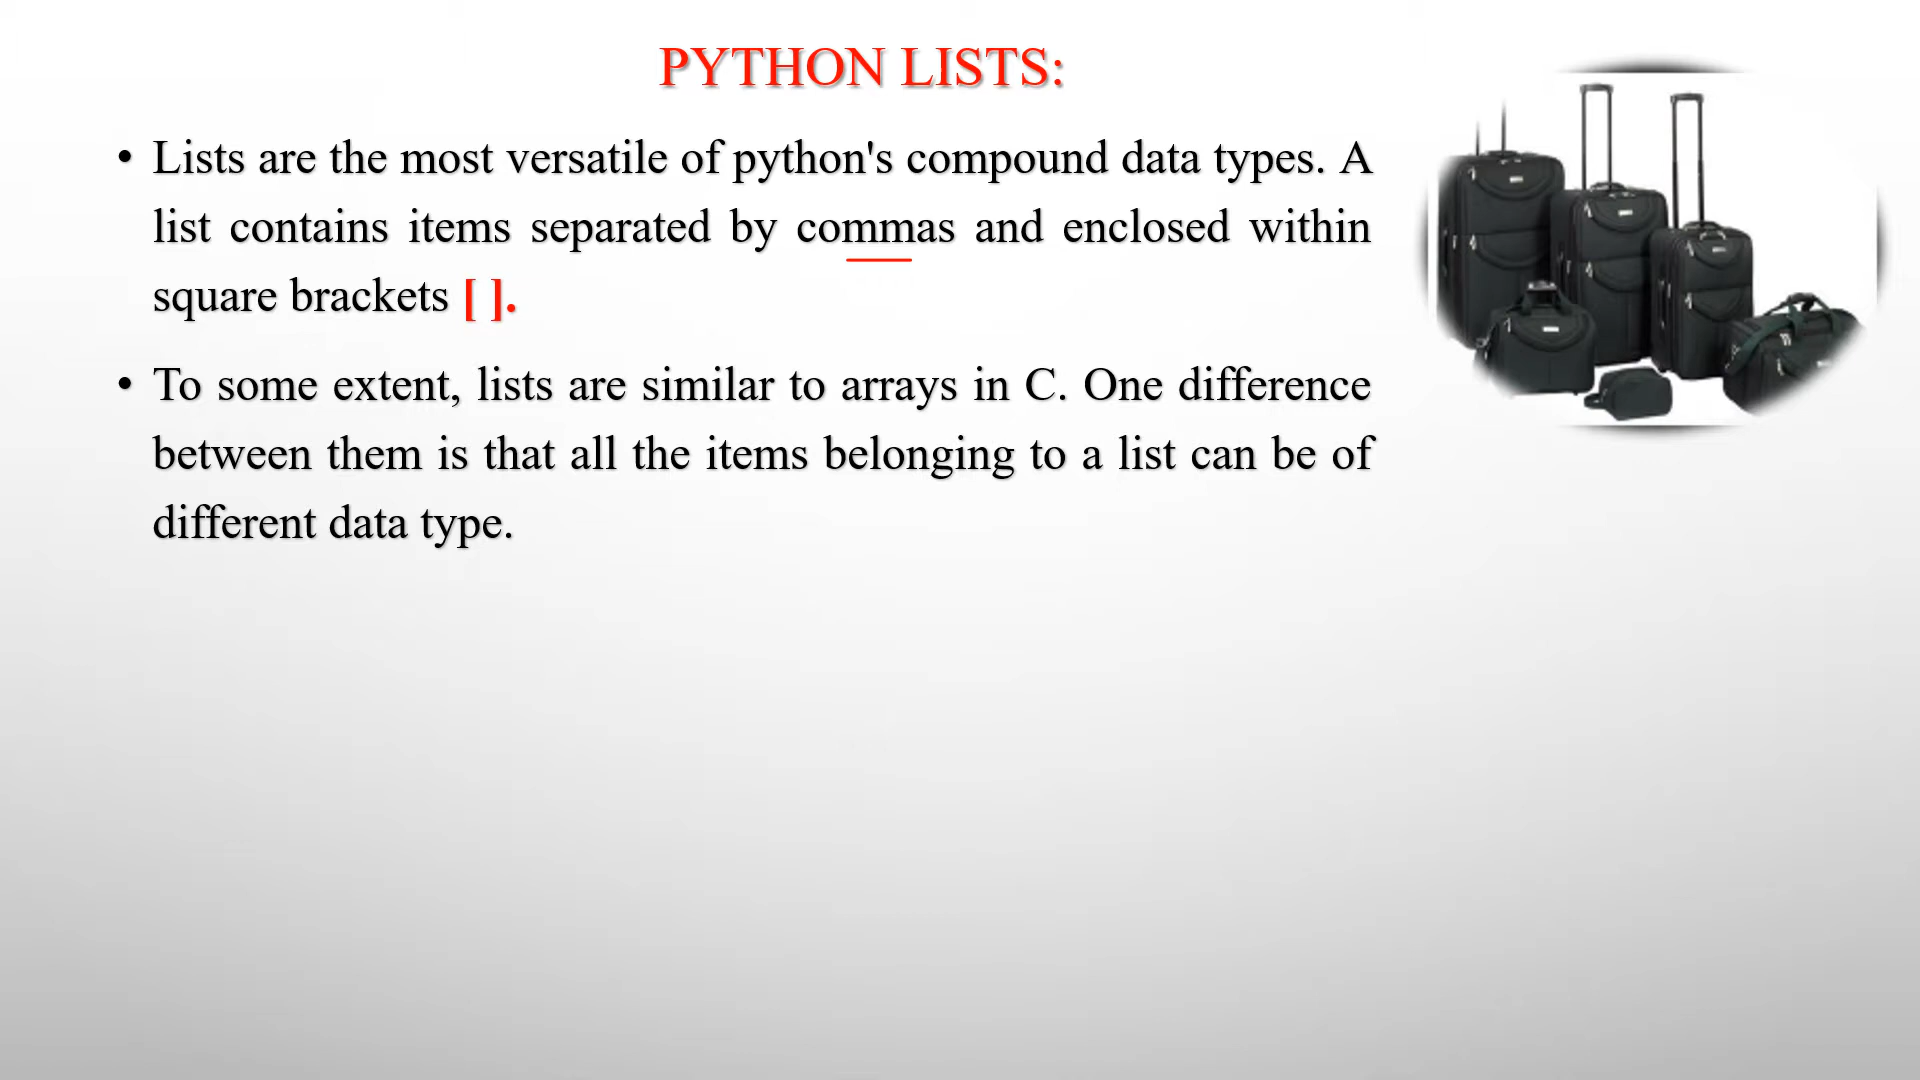 PYTHON LISTS:
• Lists are the most versatile of python's compound data types. A
list contains items separated by commas and enclosed within
square brackets [ ].
• To some extent, lists are similar to arrays in C. One difference
between them is that all the items belonging to a list can be of
different data type.